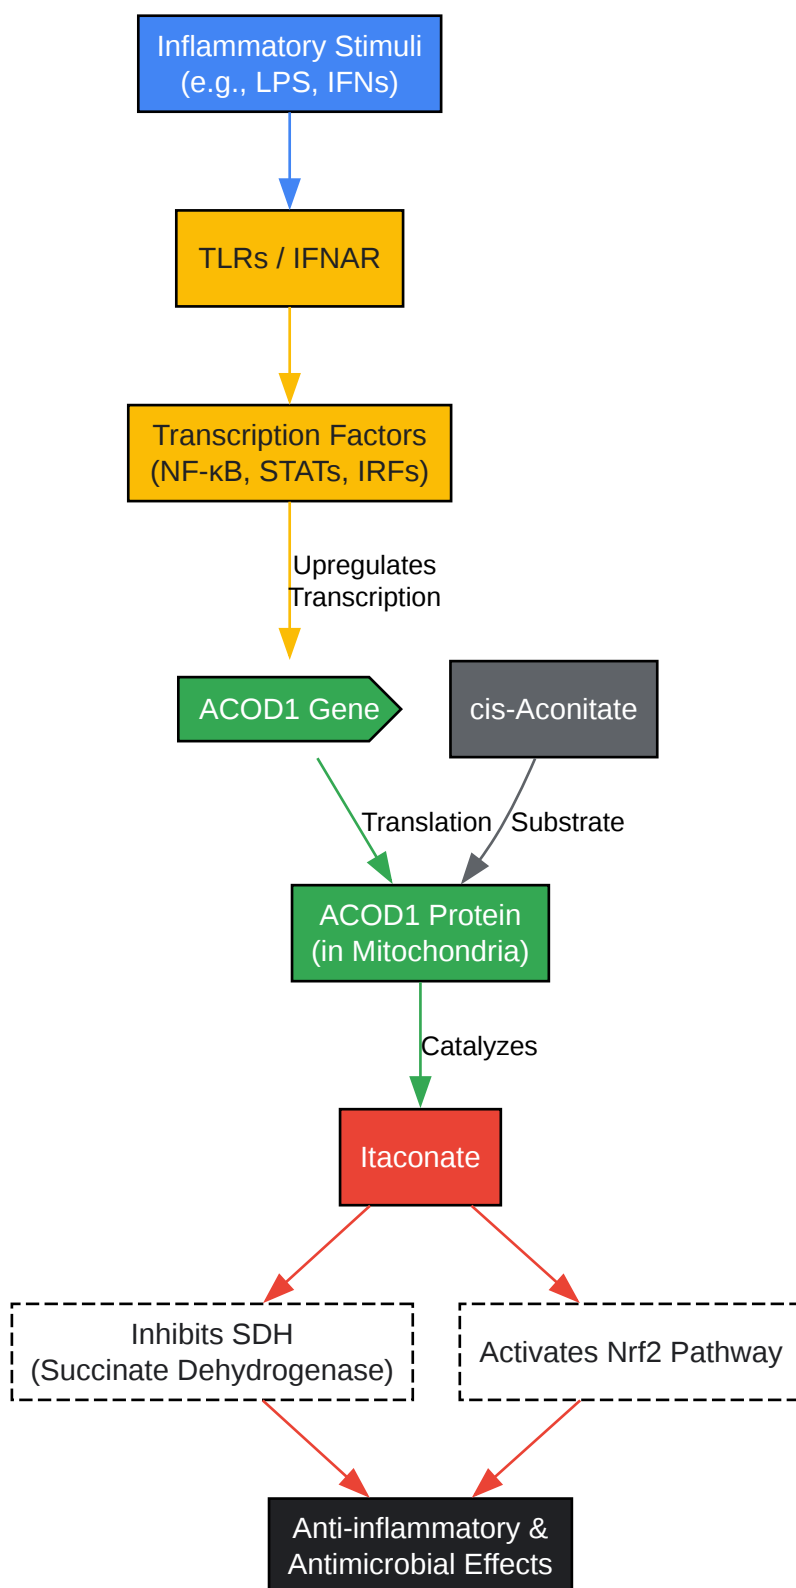 Inflammatory Stimuli
(e.g., LPS, IFNs)
TLRs / IFNAR
Transcription Factors
(NF-κB, STATs, IRFs)
Upregulates
Transcription
ACOD1 Gene
cis-Aconitate
Translation
Substrate
ACOD1 Protein
(in Mitochondria)
Catalyzes
Itaconate
Inhibits SDH
(Succinate Dehydrogenase)
Activates Nrf2 Pathway
Anti-inflammatory &
Antimicrobial Effects